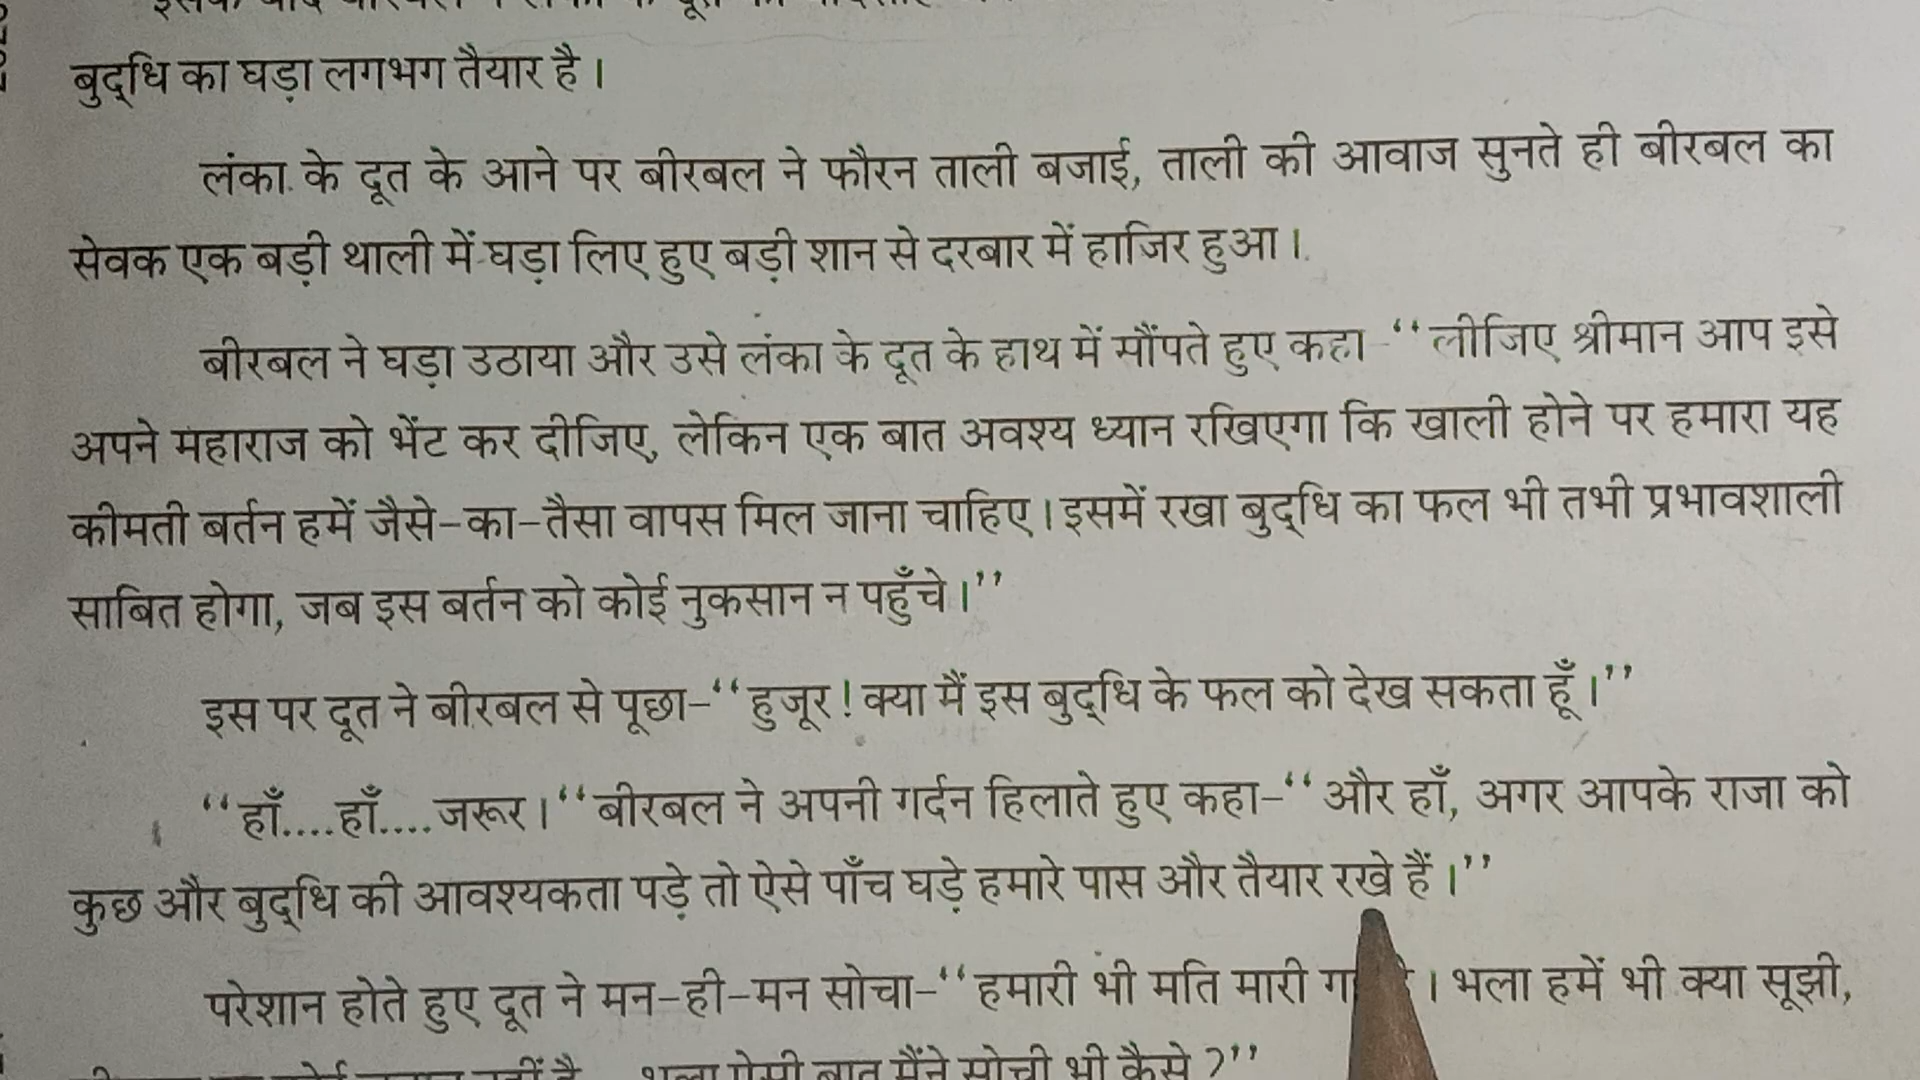 बुद्धि का घड़ा लगभग तैयार है।
लंका के दूत के आने पर बीरबल ने फौरन ताली बजाई, ताली की आवाज सुनते ही बीरबल का
सेवक एक बड़ी थाली में घड़ा लिए हुए बड़ी शान से दरबार में हाजिर हुआ।
बीरबल ने घड़ा उठाया और उसे लंका के दूत के हाथ में सौंपते हुए कहा-‘‘लीजिए श्रीमान आप इसे
अपने महाराज को भेंट कर दीजिए, लेकिन एक बात अवश्य ध्यान रखिएगा कि खाली होने पर हमारा यह
कीमती बर्तन हमें जैसे-का-तैसा वापस मिल जाना चाहिए। इसमें रखा बुद्धि का फल भी तभी प्रभावशाली
साबित होगा, जब इस बर्तन को कोई नुकसान न पहुँचे।’’
इस पर दूत ने बीरबल से पूछा-‘‘हुजूर! क्या मैं इस बुद्धि के फल को देख सकता हूँ।’’
‘‘हाँ....हाँ....जरूर।‘‘ बीरबल ने अपनी गर्दन हिलाते हुए कहा-‘‘और हाँ, अगर आपके राजा को
कुछ और बुद्धि की आवश्यकता पड़े तो ऐसे पाँच घड़े हमारे पास और तैयार रखे हैं।’’
परेशान होते हुए दूत ने मन-ही-मन सोचा-‘‘हमारी भी मति मारी । भला हमें भी क्या सूझी,
भला ऐसी बात मैंने सोची भी कैसे?’’